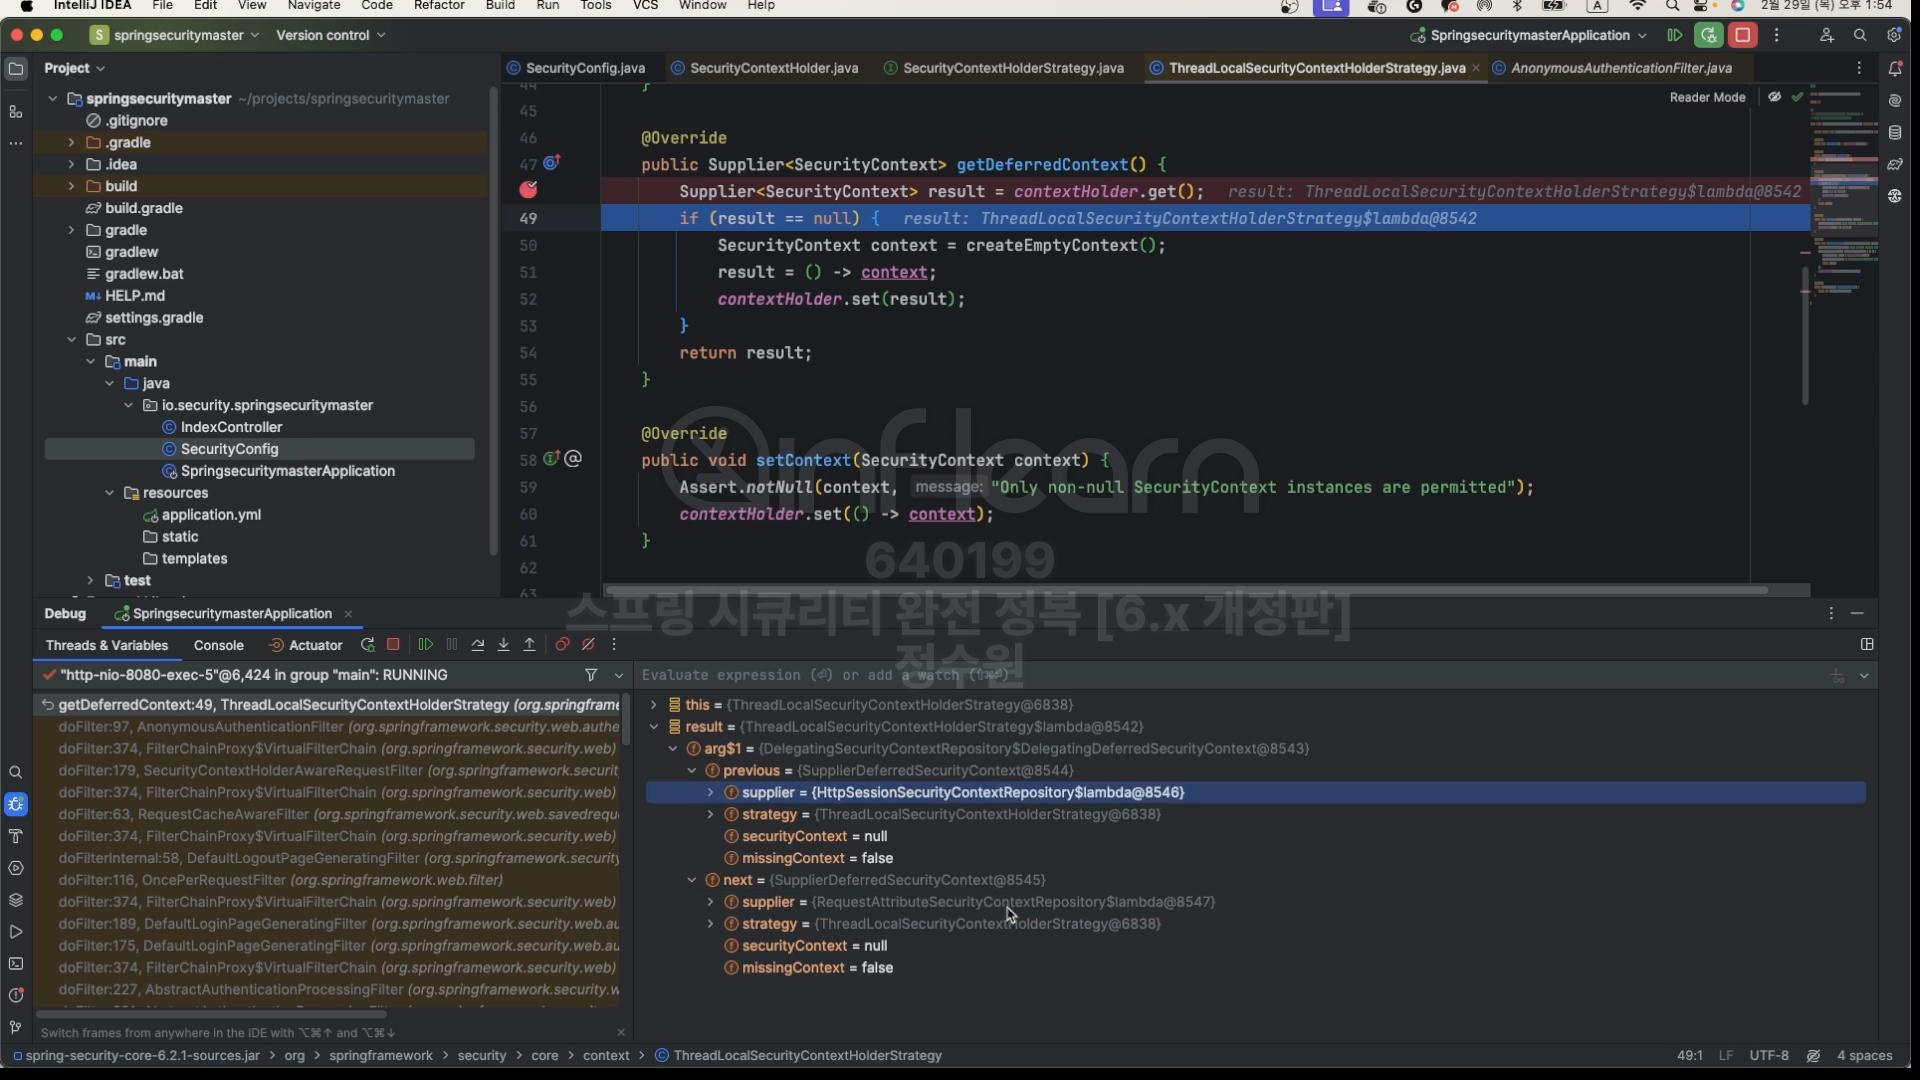 IntelliJ IDEA File Edit View Navigate Code Refactor Build Run Tools VCS Window Help
A
2월 29일 (목) 오후 1:54
S springsecuritymaster Version control
SpringsecuritymasterApplication
Project
SecurityConfig.java SecurityContextHolder.java SecurityContextHolderStrategy.java ThreadLocalSecurityContextHolderStrategy.java AnonymousAuthenticationFilter.java
Reader Mode
springsecuritymaster ~/projects/springsecuritymaster
.gitignore
.gradle
.idea
build
build.gradle
gradle
gradlew
gradlew.bat
HELP.md
settings.gradle
src
main
java
io.security.springsecuritymaster
IndexController
SecurityConfig
SpringsecuritymasterApplication
resources
application.yml
static
templates
test
44 }
45
46 @Override
47 public Supplier<SecurityContext> getDeferredContext() {
Supplier<SecurityContext> result = contextHolder.get(); result: ThreadLocalSecurityContextHolderStrategy$lambda@8542
49 if (result == null) { result: ThreadLocalSecurityContextHolderStrategy$lambda@8542
50 SecurityContext context = createEmptyContext();
51 result = () -> context;
52 contextHolder.set(result);
53 }
54 return result;
55 }
56
57 @Override
58 public void setContext(SecurityContext context) {
59 Assert.notNull(context, message: "Only non-null SecurityContext instances are permitted");
60 contextHolder.set(() -> context);
61 }
62
63
inflearn
640199
스프링 시큐리티 완전 정복 [6.x 개정판]
정수원
Debug SpringsecuritymasterApplication
Threads & Variables Console Actuator
"http-nio-8080-exec-5"@6,424 in group "main": RUNNING
Evaluate expression (⏎) or add a watch (⇧⌘⏎)
getDeferredContext:49, ThreadLocalSecurityContextHolderStrategy (org.springframe
doFilter:97, AnonymousAuthenticationFilter (org.springframework.security.web.authe
doFilter:374, FilterChainProxy$VirtualFilterChain (org.springframework.security.web)
doFilter:179, SecurityContextHolderAwareRequestFilter (org.springframework.securit
doFilter:374, FilterChainProxy$VirtualFilterChain (org.springframework.security.web)
doFilter:63, RequestCacheAwareFilter (org.springframework.security.web.savedrequ
doFilter:374, FilterChainProxy$VirtualFilterChain (org.springframework.security.web)
doFilterInternal:58, DefaultLogoutPageGeneratingFilter (org.springframework.security
doFilter:116, OncePerRequestFilter (org.springframework.web.filter)
doFilter:374, FilterChainProxy$VirtualFilterChain (org.springframework.security.web)
doFilter:189, DefaultLoginPageGeneratingFilter (org.springframework.security.web.au
doFilter:175, DefaultLoginPageGeneratingFilter (org.springframework.security.web.au
doFilter:374, FilterChainProxy$VirtualFilterChain (org.springframework.security.web)
doFilter:227, AbstractAuthenticationProcessingFilter (org.springframework.security.w
this = {ThreadLocalSecurityContextHolderStrategy@6838}
result = {ThreadLocalSecurityContextHolderStrategy$lambda@8542}
arg$1 = {DelegatingSecurityContextRepository$DelegatingDeferredSecurityContext@8543}
previous = {SupplierDeferredSecurityContext@8544}
supplier = {HttpSessionSecurityContextRepository$lambda@8546}
strategy = {ThreadLocalSecurityContextHolderStrategy@6838}
securityContext = null
missingContext = false
next = {SupplierDeferredSecurityContext@8545}
supplier = {RequestAttributeSecurityContextRepository$lambda@8547}
strategy = {ThreadLocalSecurityContextHolderStrategy@6838}
securityContext = null
missingContext = false
Switch frames from anywhere in the IDE with ⌥⌘↑ and ⌥⌘↓
spring-security-core-6.2.1-sources.jar > org > springframework > security > core > context > ThreadLocalSecurityContextHolderStrategy
49:1 LF UTF-8 4 spaces